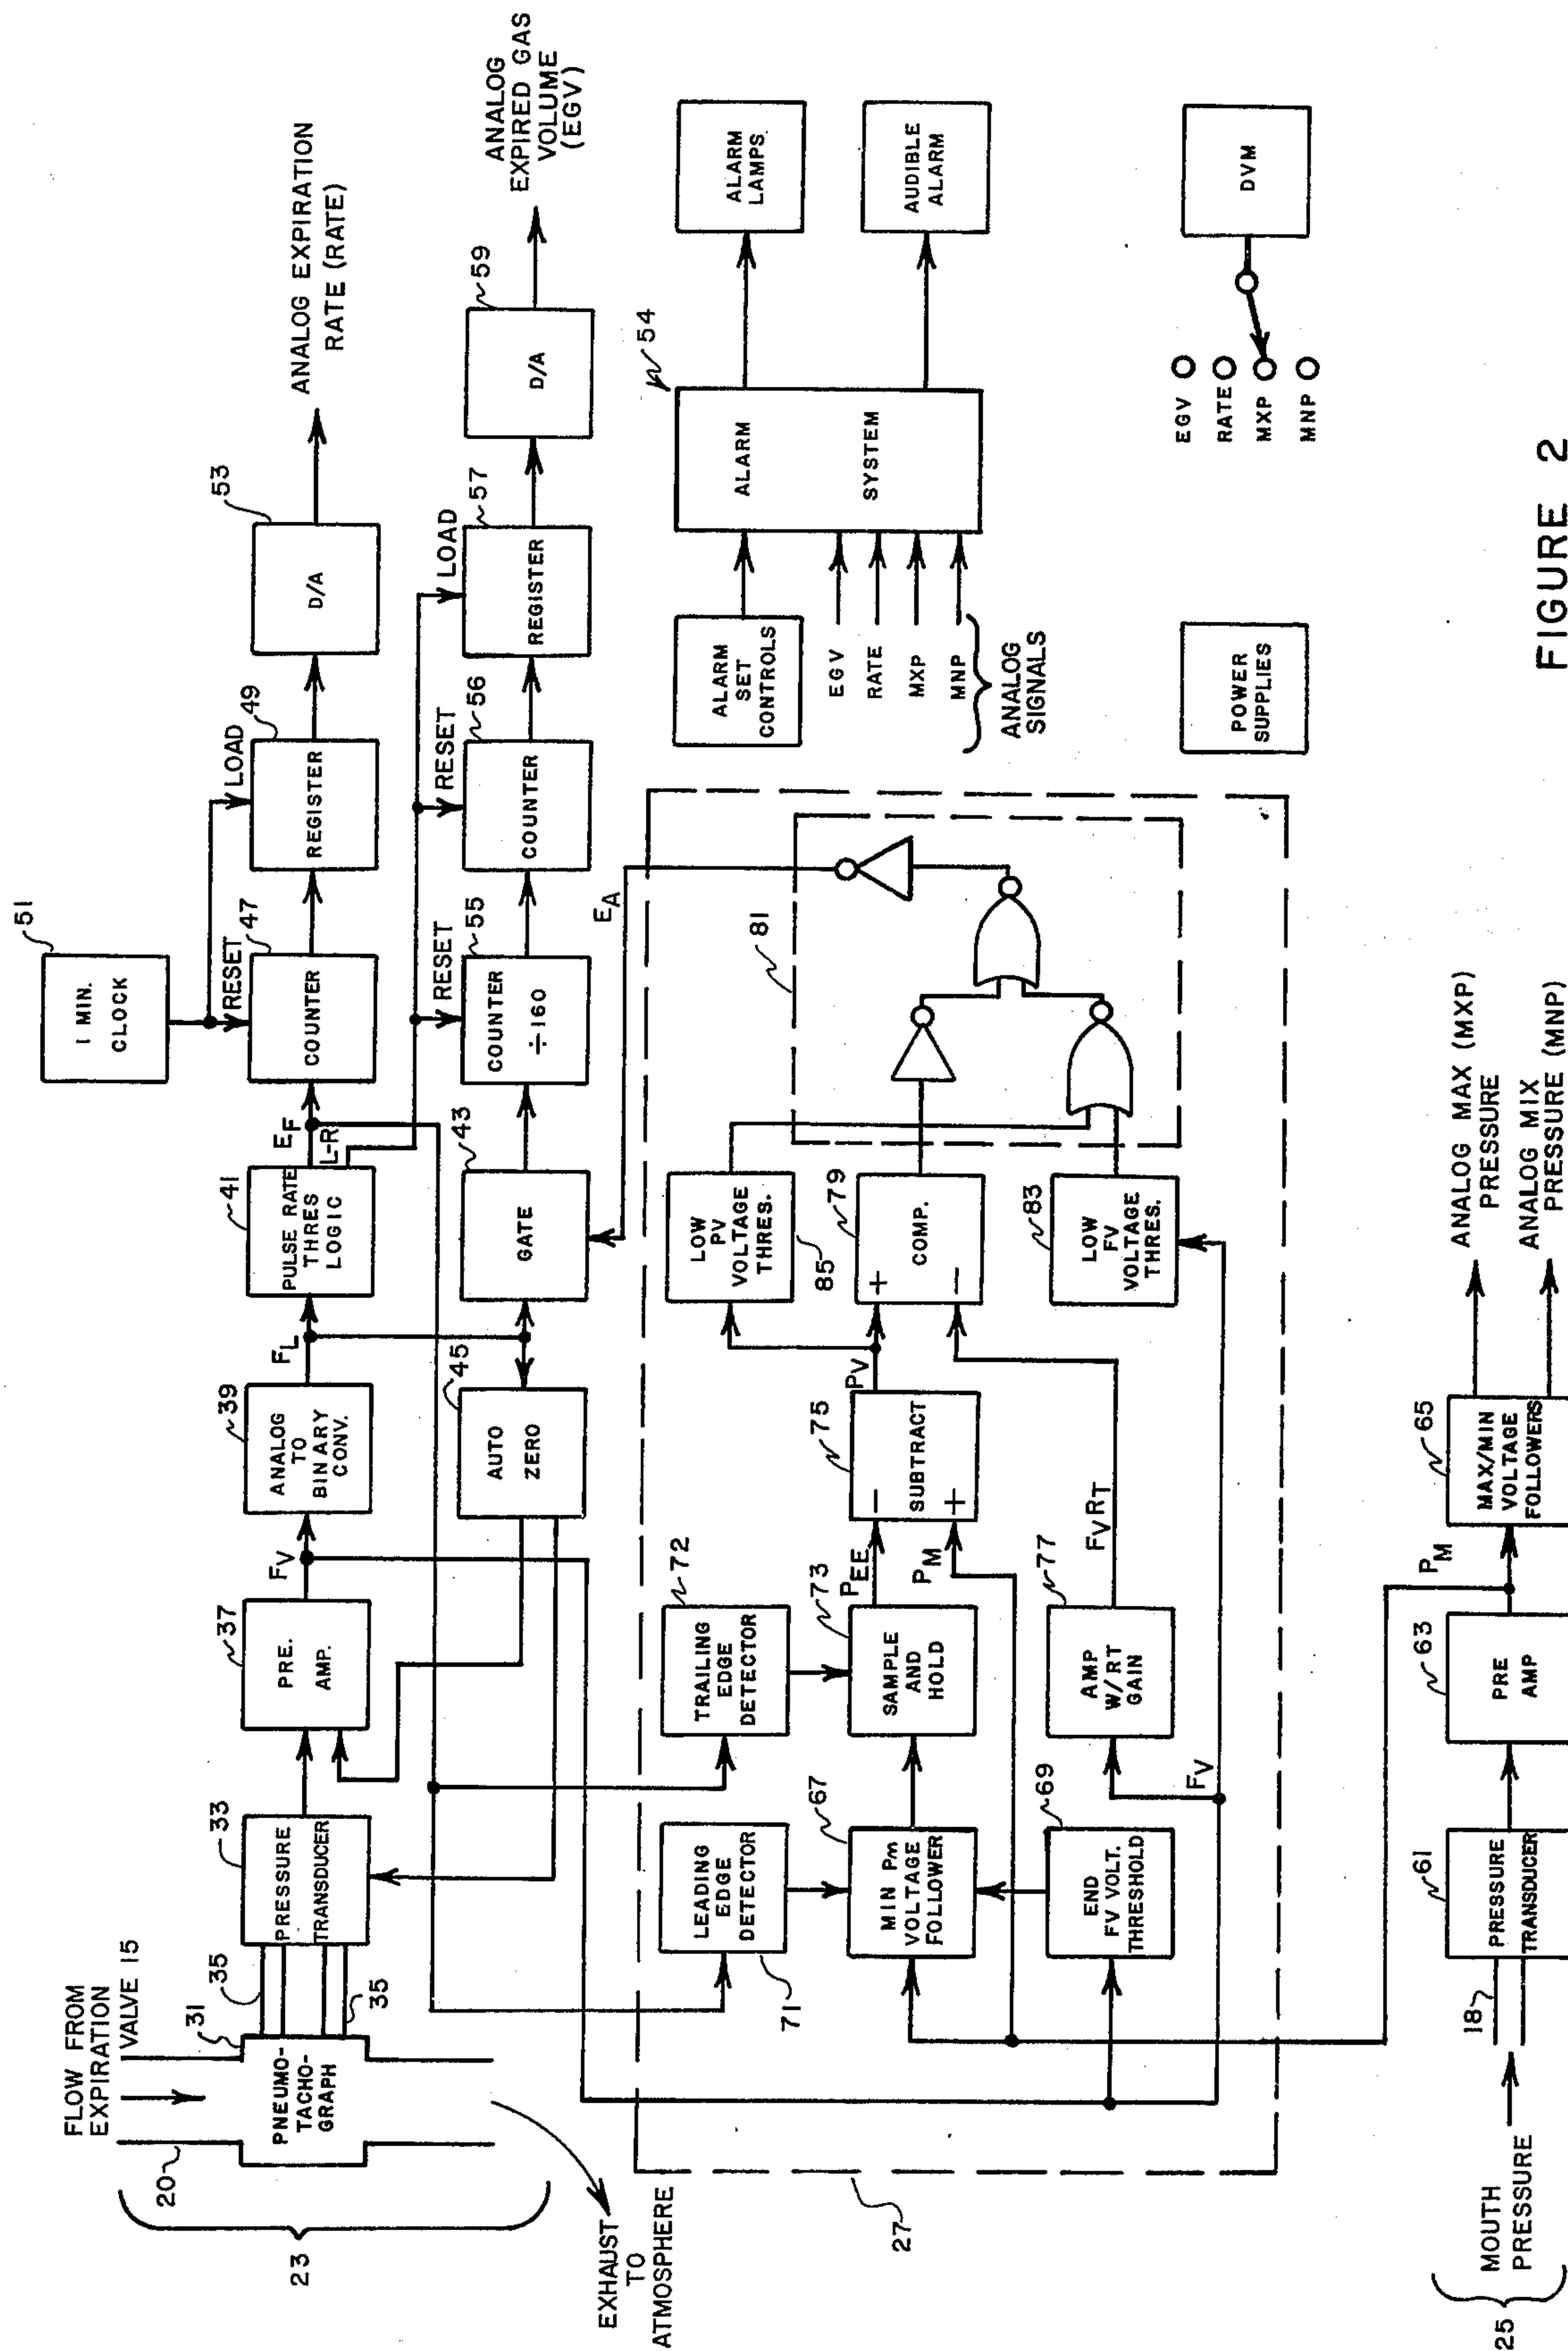 FLOW FROM
EXPIRATION
VALVE 15
20
31
PNEUMO-
TACHO-
GRAPH
35
35
23
EXHAUST
TO
ATMOSPHERE
33
PRESSURE
TRANSDUCER
37
PRE.
AMP.
FV
39
ANALOG
TO
BINARY
CONV.
FL
41
PULSE RATE
THRES
LOGIC
EF
L-R
51
1 MIN.
CLOCK
RESET
47
COUNTER
LOAD
49
REGISTER
53
D/A
ANALOG EXPIRATION
RATE (RATE)
45
AUTO
ZERO
43
GATE
RESET
55
COUNTER
÷160
RESET
56
COUNTER
LOAD
57
REGISTER
59
D/A
ANALOG
EXPIRED GAS
VOLUME
(EGV)
EA
27
LEADING
EDGE
DETECTOR
71
TRAILING
EDGE
DETECTOR
72
67
MIN Pm
VOLTAGE
FOLLOWER
73
SAMPLE
AND
HOLD
PEE
PM
75
SUBTRACT
−
+
PV
LOW
PV
VOLTAGE
THRES.
85
79
COMP.
+
−
81
69
END
FV VOLT.
THRESHOLD
FV
77
AMP
W/RT
GAIN
FVRT
83
LOW
FV
VOLTAGE
THRES.
ALARM
SET
CONTROLS
EGV
RATE
MXP
MNP
ANALOG
SIGNALS
54
ALARM
SYSTEM
ALARM
LAMPS
AUDIBLE
ALARM
POWER
SUPPLIES
EGV
RATE
MXP
MNP
DVM
25
MOUTH
PRESSURE
18
61
PRESSURE
TRANSDUCER
63
PRE
AMP
PM
65
MAX/MIN
VOLTAGE
FOLLOWERS
ANALOG MAX (MXP)
PRESSURE
ANALOG MIX
PRESSURE (MNP)
FIGURE 2